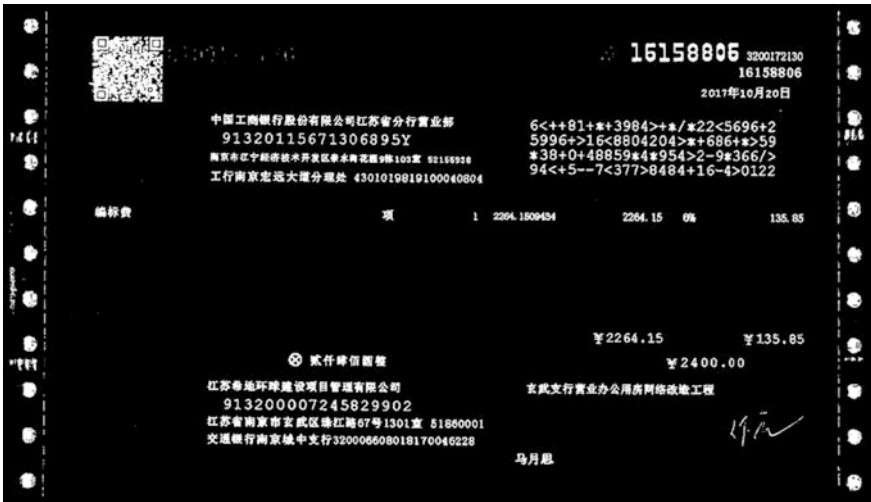 16158806 3200172130
16158806
2017年10月20日
中国工商银行股份有限公司江苏省分行营业部
91320115671306895Y
南京市江宁经济技术开发区秦水街花园9栋103室 52156938
工行南京宏远大道分理处 4301019819100040804
6<++81+*+3984>+*/*22<5696+2
5996+>16<8804204>*+686+*>59
*38+0+48859*4*954>2-9*366/>
94<+5--7<377>8484+16-4>0122
编标费 项 1 2264.1509434 2264.15 6% 135.85
¥2264.15 ¥135.85
⊗ 贰仟肆佰圆整 ¥2400.00
江苏希地环球建设项目管理有限公司
913200007245829902
江苏省南京市玄武区珠江路67号1301室 51860001
交通银行南京城中支行320006608018170046228
玄武支行营业办公用房网络改造工程
马月恩